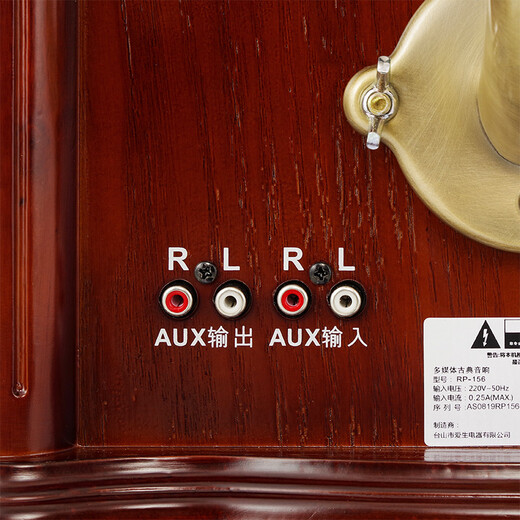 R L R L
AUX输出 AUX输入
多媒体古典音响
型号: RP-156
输入电压: 220V~50Hz
输入电流: 0.25A(MAX.)
序列号: AS0819RP156
制造商:
台山市爱生电器有限公司